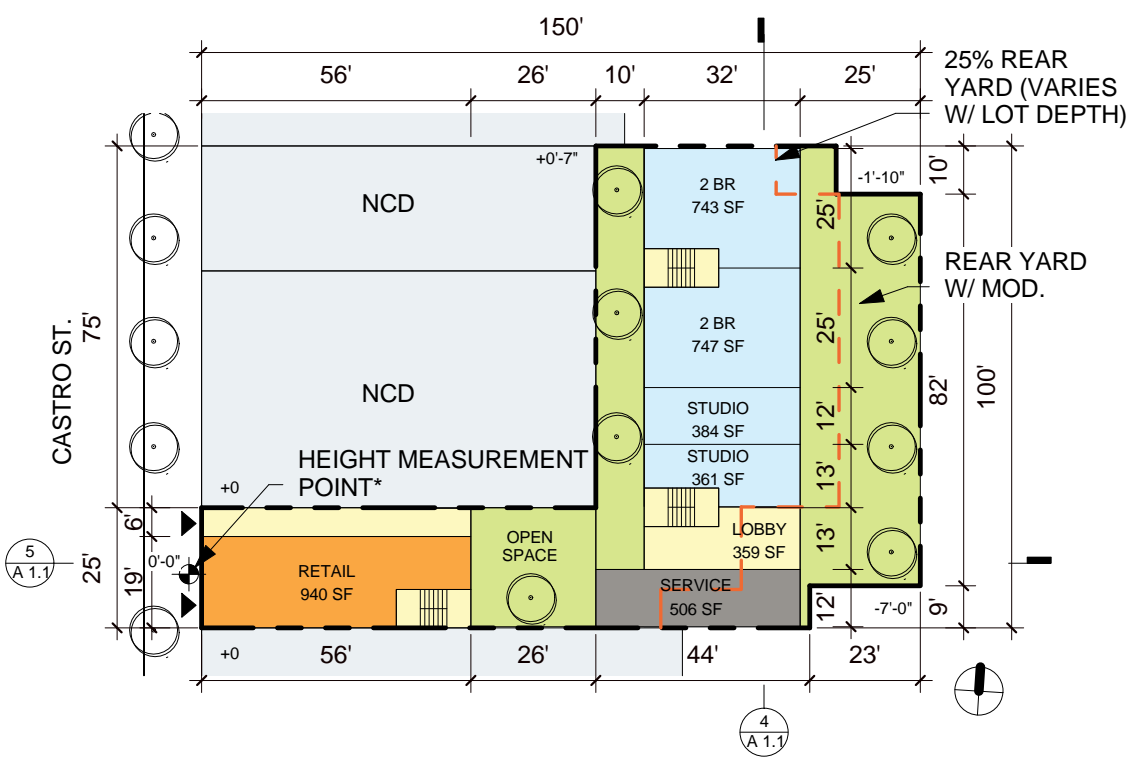 150'
56'
26'
10'
32'
25'
25% REAR
YARD (VARIES
W/ LOT DEPTH)
+0'-7"
-1'-10"
10'
2 BR
743 SF
25'
NCD
REAR YARD
W/ MOD.
CASTRO ST.
75'
2 BR
747 SF
25'
82'
100'
NCD
STUDIO
384 SF
12'
HEIGHT MEASUREMENT
POINT*
STUDIO
361 SF
13'
+0
6'
5
A 1.1
25'
19'
0'-0"
OPEN
SPACE
LOBBY
359 SF
13'
RETAIL
940 SF
SERVICE
506 SF
12'
-7'-0"
9'
+0
56'
26'
44'
23'
4
A 1.1